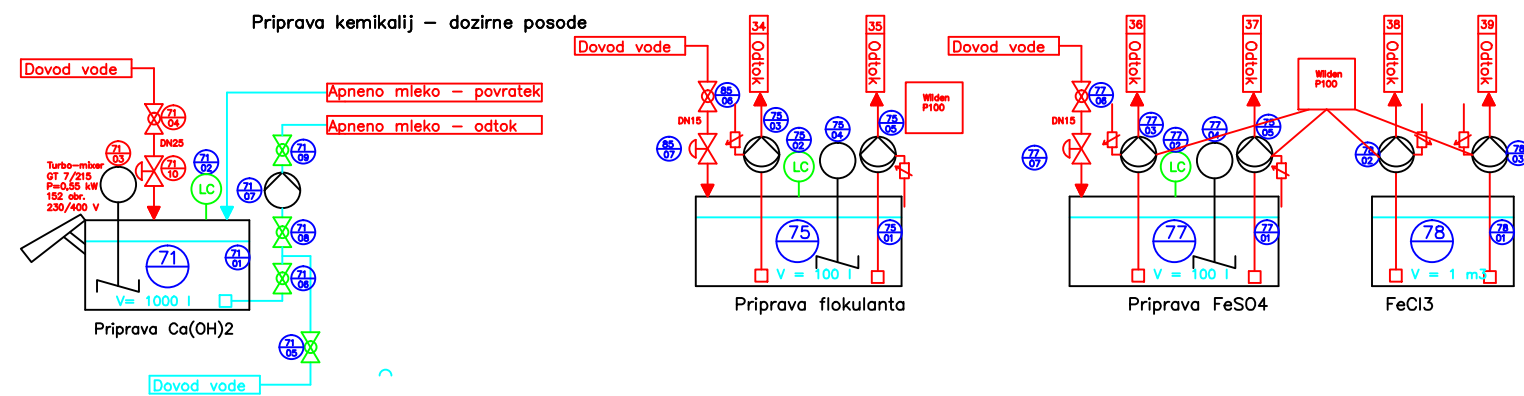 Priprava kemikalij – dozirne posode
Dovod vode
71
04
DN25
71
03
71
10
Turbo-mixer
GT 7/215
P=0,55 kW
152 obr.
230/400 V
71
02
LC
Apneno mleko – povratek
Apneno mleko – odtok
71
09
71
07
71
08
71
06
71
05
71
71
01
V= 1000 l
Priprava Ca(OH)2
Dovod vode
Dovod vode
85
06
DN15
85
07
34
Odtok
35
Odtok
75
03
75
02
LC
75
04
75
05
Wilden
P100
75
75
01
V = 100 l
Priprava flokulanta
Dovod vode
77
06
DN15
77
07
36
Odtok
37
Odtok
77
03
77
02
LC
77
04
75
05
Wilden
P100
77
77
01
V = 100 l
Priprava FeSO4
38
Odtok
39
Odtok
78
02
78
03
78
78
01
V = 1 m3
FeCl3